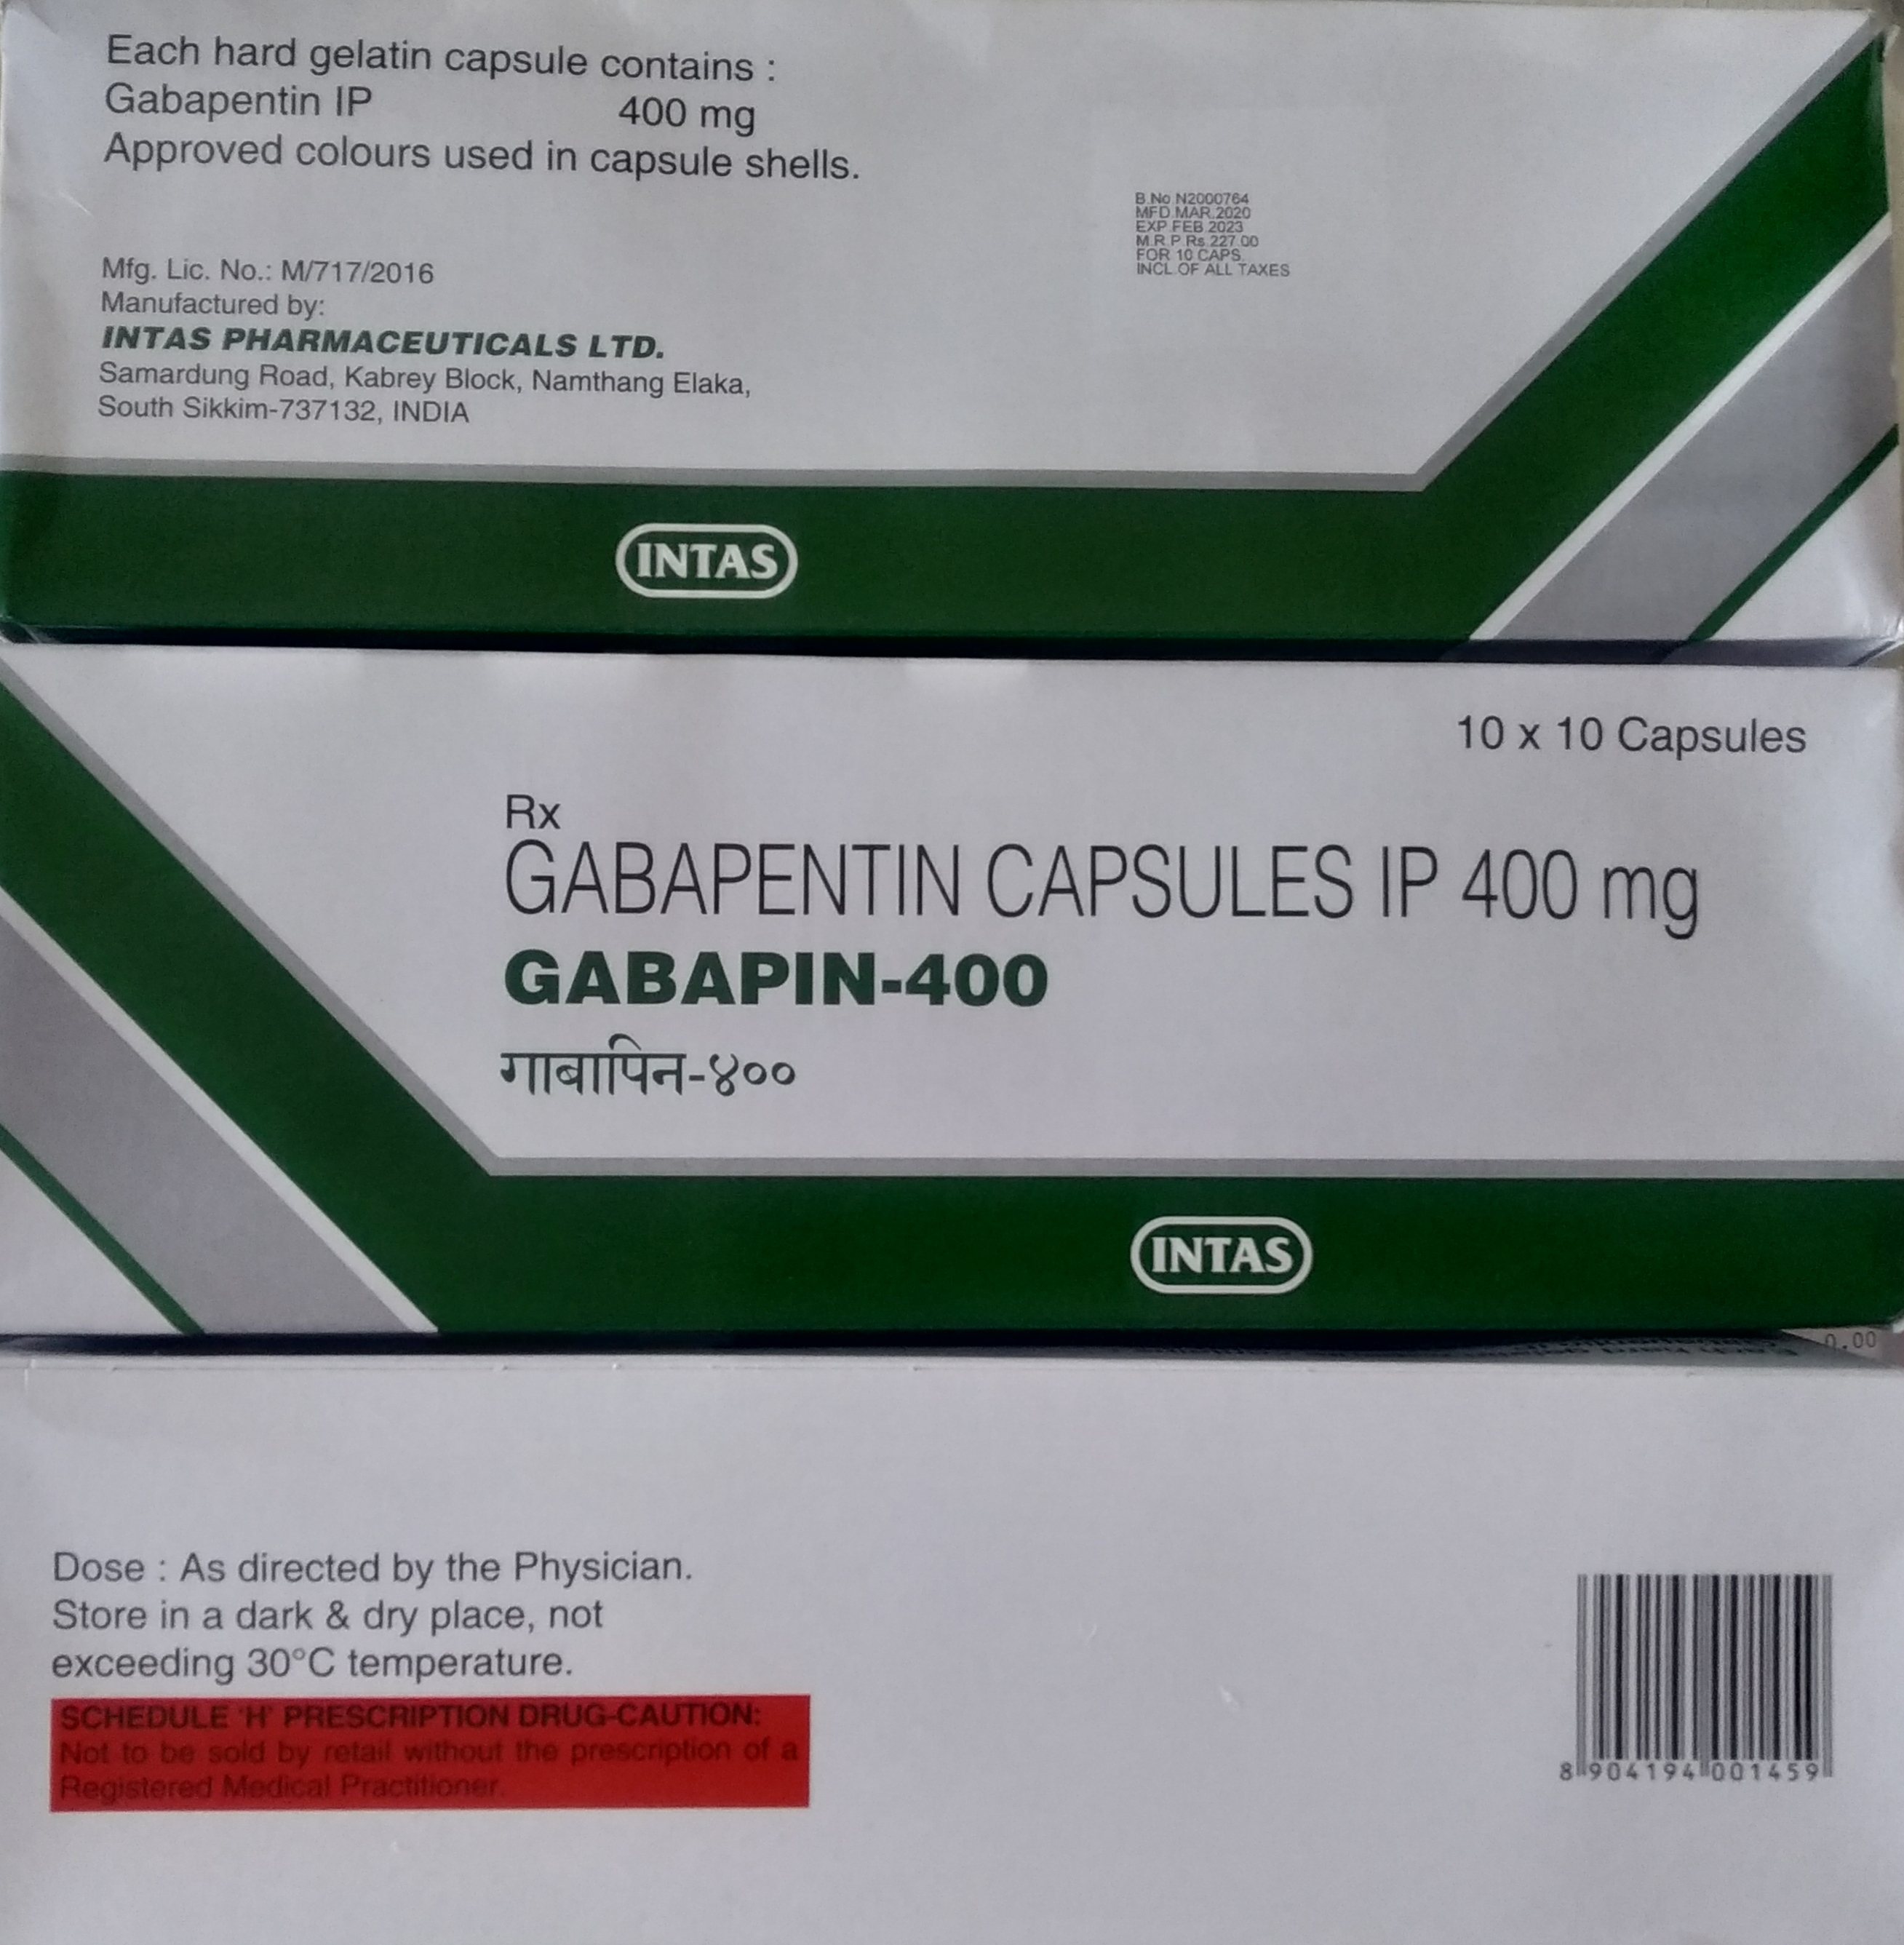 Each hard gelatin capsule contains :
Gabapentin IP 400 mg
Approved colours used in capsule shells.
B.No.N2000764
MFD.MAR.2020
EXP.FEB.2023
M.R.P.Rs.227.00
FOR 10 CAPS.
INCL.OF ALL TAXES
Mfg. Lic. No.: M/717/2016
Manufactured by:
INTAS PHARMACEUTICALS LTD.
Samardung Road, Kabrey Block, Namthang Elaka,
South Sikkim-737132, INDIA
INTAS
10 x 10 Capsules
Rx
GABAPENTIN CAPSULES IP 400 mg
GABAPIN-400
गाबापिन-४००
INTAS
0.00
Dose : As directed by the Physician.
Store in a dark & dry place, not
exceeding 30°C temperature.
SCHEDULE 'H' PRESCRIPTION DRUG-CAUTION:
Not to be sold by retail without the prescription of a
Registered Medical Practitioner.
8 904194 001459